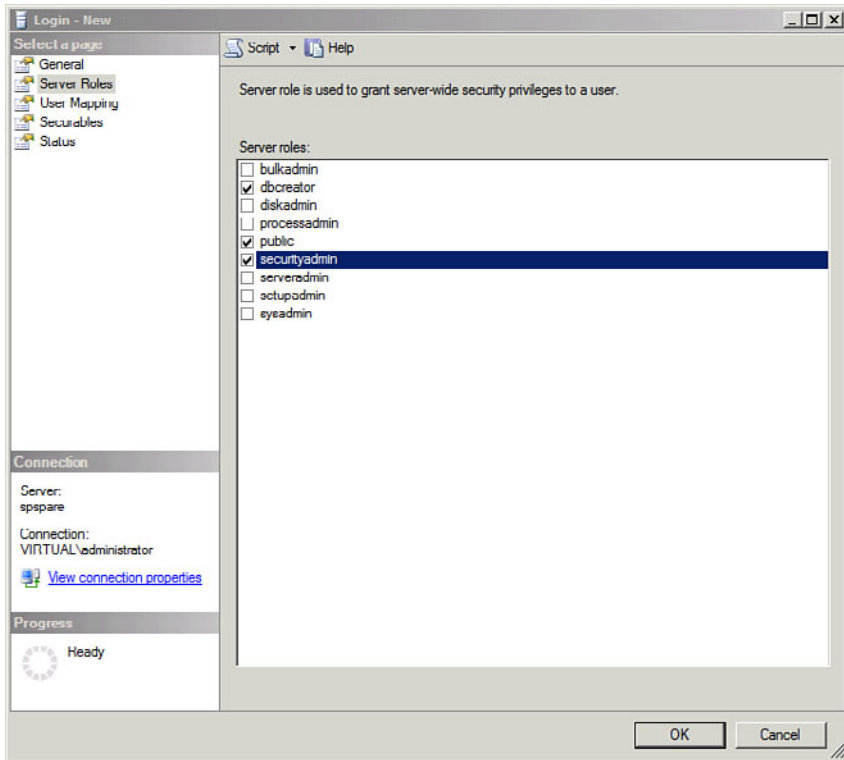 Login - New
Select a page
General
Server Roles
User Mapping
Securables
Status
Script
Help
Server role is used to grant server-wide security privileges to a user.
Server roles:
bulkadmin
dbcreator
diskadmin
processadmin
public
securityadmin
serveradmin
setupadmin
sysadmin
Connection
Server:
spspare
Connection:
VIRTUAL\administrator
View connection properties
Progress
Ready
OK
Cancel